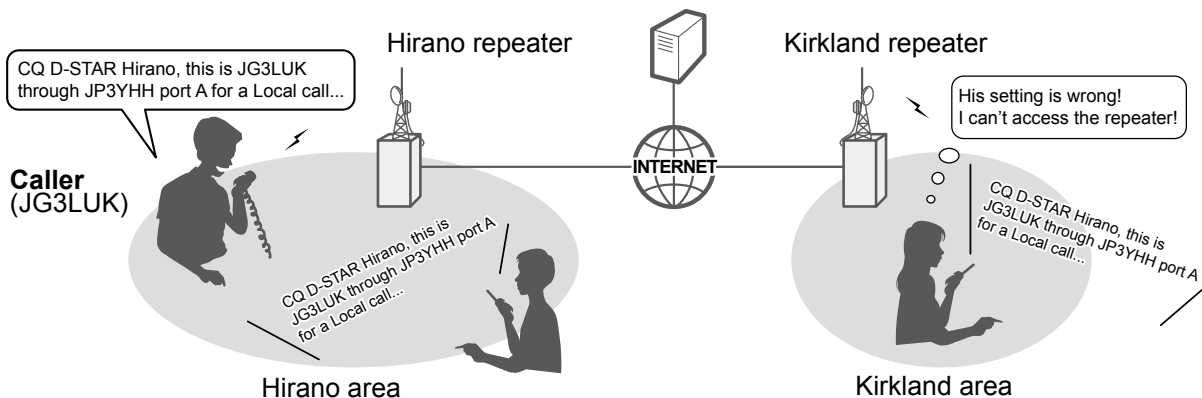 Hirano repeater
Kirkland repeater
CQ D-STAR Hirano, this is JG3LUK
through JP3YHH port A for a Local call...
His setting is wrong!
I can't access the repeater!
INTERNET
Caller
(JG3LUK)
CQ D-STAR Hirano, this is
JG3LUK through JP3YHH port A
for a Local call...
CQ D-STAR Hirano, this is
JG3LUK through JP3YHH port A
for a Local call...
Hirano area
Kirkland area